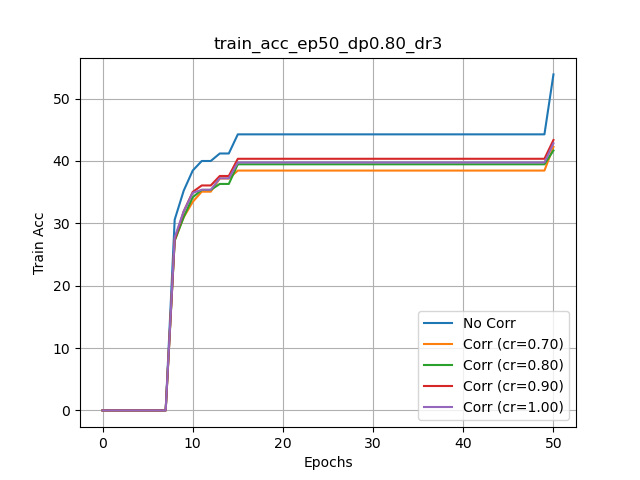 train_acc_ep50_dp0.80_dr3
Train Acc
50
40
30
20
10
0
No Corr
Corr (cr=0.70)
Corr (cr=0.80)
Corr (cr=0.90)
Corr (cr=1.00)
0 10 20 30 40 50
Epochs